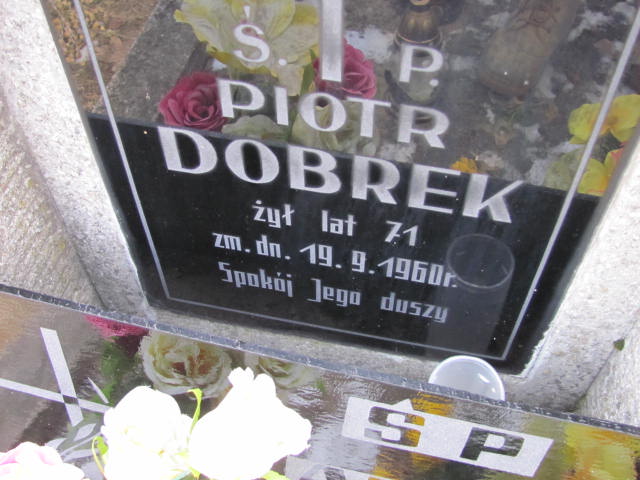 Ś. P.
PIOTR
DOBREK
żył lat 71
zm. dn. 19.9.1960r.
Spokój Jego duszy
ŚP